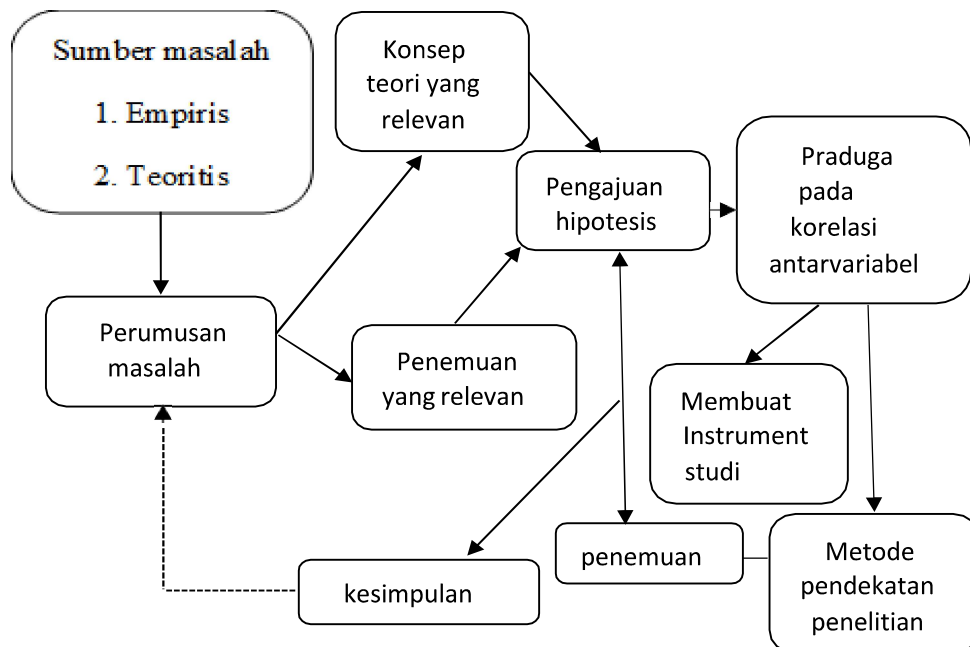 Sumber masalah
1. Empiris
2. Teoritis
Konsep
teori yang
relevan
Pengajuan
hipotesis
Praduga
pada
korelasi
antarvariabel
Perumusan
masalah
Penemuan
yang relevan
Membuat
Instrument
studi
kesimpulan
penemuan
Metode
pendekatan
penelitian